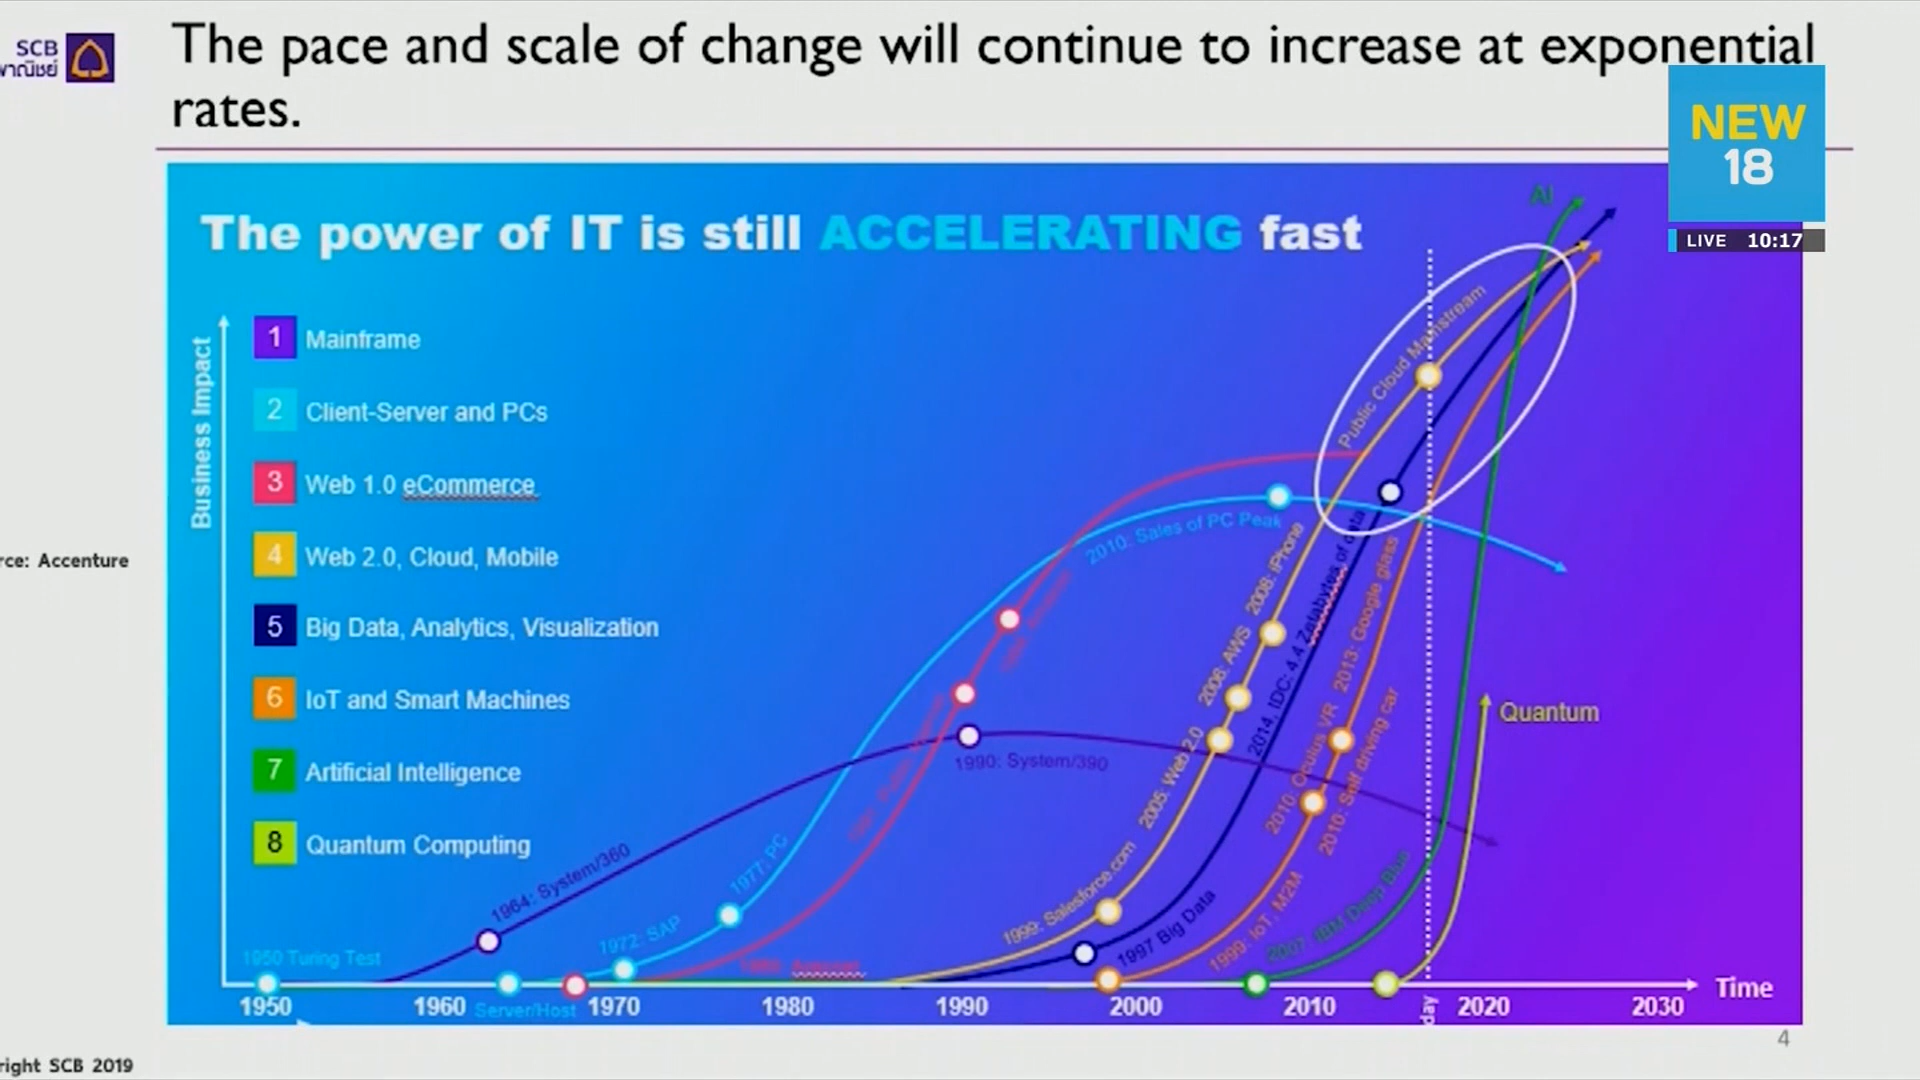 SCB
The pace and scale of change will continue to increase at exponential
rates.
NEW
18
LIVE 10:17
The power of IT is still ACCELERATING fast
AI
Business Impact
1 Mainframe
2 Client-Server and PCs
3 Web 1.0 eCommerce
4 Web 2.0, Cloud, Mobile
5 Big Data, Analytics, Visualization
6 IoT and Smart Machines
7 Artificial Intelligence
8 Quantum Computing
rce: Accenture
Public Cloud Mainstream
2010: Sales of PC Peak
2008: iPhone
2006: AWS
2005: Web 2.0
1999: Salesforce.com
2014, IDC: 4.4 Zetabytes of data
1997 Big Data
2013: Google glass
2010: Oculus VR
2010: Self driving car
1999: IoT, M2M
2007: IBM Deep Blue
Quantum
1990: System/390
1964: System/360
1977: PC
1972: SAP
1950 Turing Test
Server/Host
Time
1950 1960 1970 1980 1990 2000 2010 day 2020 2030
4
right SCB 2019